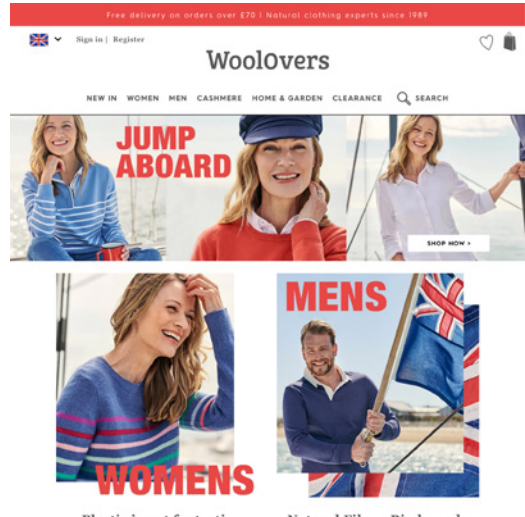 Free delivery on orders over £70 | Natural clothing experts since 1989
Sign in | Register
WoolOvers
NEW IN WOMEN MEN CASHMERE HOME & GARDEN CLEARANCE SEARCH
JUMP
ABOARD
SHOP NOW >
MENS
WOMENS